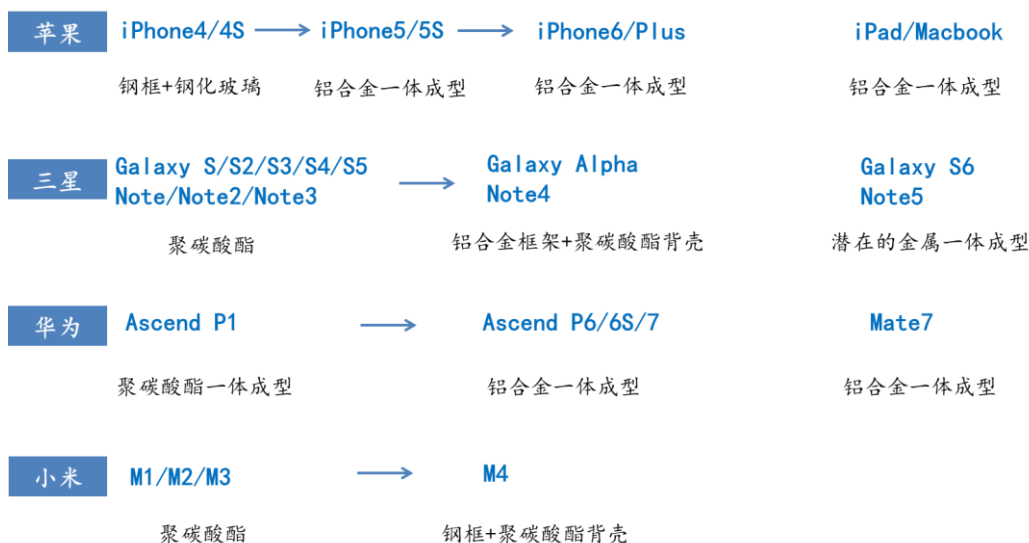 苹果 iPhone4/4S iPhone5/5S iPhone6/Plus iPad/Macbook
钢框+钢化玻璃 铝合金一体成型 铝合金一体成型 铝合金一体成型
三星 Galaxy S/S2/S3/S4/S5 Galaxy Alpha Galaxy S6
Note/Note2/Note3 Note4 Note5
聚碳酸酯 铝合金框架+聚碳酸酯背壳 潜在的金属一体成型
华为 Ascend P1 Ascend P6/6S/7 Mate7
聚碳酸酯一体成型 铝合金一体成型 铝合金一体成型
小米 M1/M2/M3 M4
聚碳酸酯 钢框+聚碳酸酯背壳